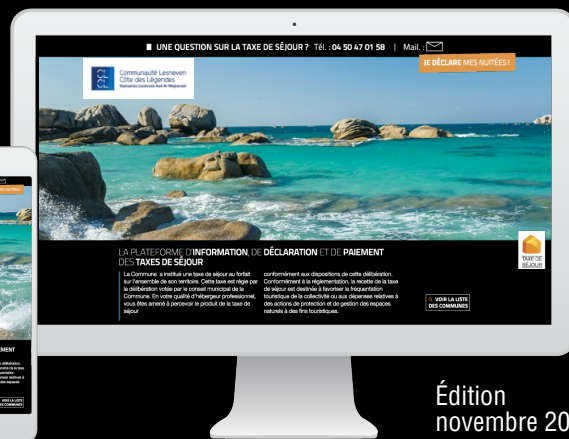 UNE QUESTION SUR LA TAXE DE SÉJOUR ? Tél. : 04 50 47 01 58 | Mail. :
JE DÉCLARE MES NUITÉES !
Communauté Lesneven
Côte des Légendes
LA PLATEFORME D'INFORMATION, DE DÉCLARATION ET DE PAIEMENT
DES TAXES DE SÉJOUR
La Commune a institué une taxe de séjour au forfait
sur l'ensemble de son territoire. Cette taxe est régie par
la délibération votée par le conseil municipal de la
Commune. En votre qualité d'hébergeur professionnel,
vous êtes amené à percevoir le produit de la taxe de
séjour
conformément aux dispositions de cette délibération.
Conformément à la réglementation, la recette de la taxe
de séjour est destinée à favoriser la fréquentation
touristique de la collectivité ou aux dépenses relatives à
des actions de protection et de gestion des espaces
naturels à des fins touristiques.
TAXE DE
SÉJOUR
VOIR LA LISTE
DES COMMUNES
VOIR LA LISTE
DES COMMUNES
Édition
novembre 20